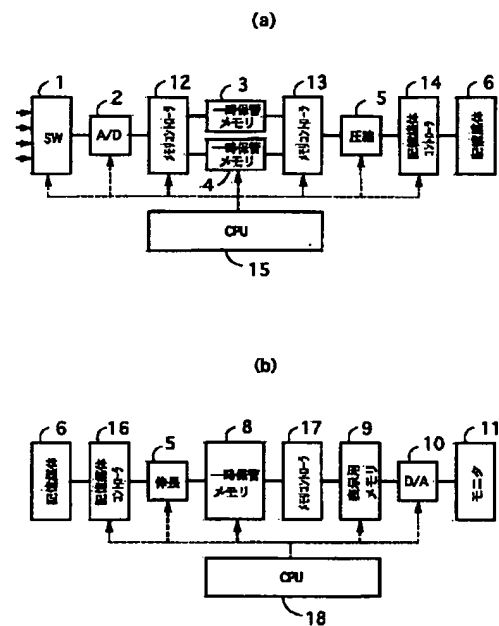 (a)
1
2
12
3
13
5
14
6
SW
A/D
メモリコントローラ
一時保管
メモリ
一時保管
メモリ
4
メモリコントローラ
圧縮
記憶媒体
コントローラ
記憶媒体
CPU
15
(b)
6
16
5
8
17
9
10
11
記憶媒体
記憶媒体
コントローラ
伸長
一時保管
メモリ
メモリコントローラ
表示用
メモリ
D/A
モニタ
CPU
18